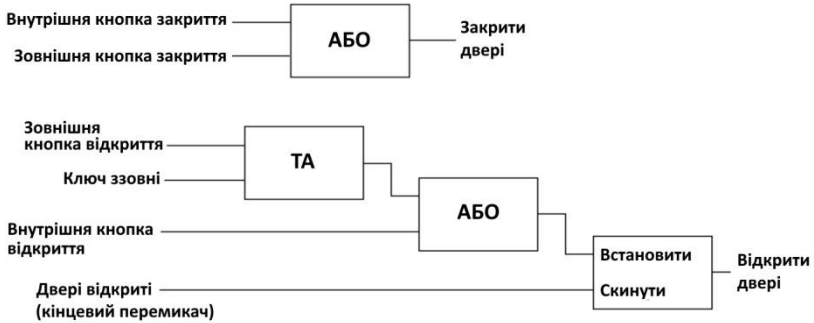 Внутрішня кнопка закриття
Зовнішня кнопка закриття
АБО
Закрити
двері
Зовнішня
кнопка відкриття
Ключ ззовні
ТА
Внутрішня кнопка
відкриття
АБО
Двері відкриті
(кінцевий перемикач)
Встановити
Скинути
Відкрити
двері